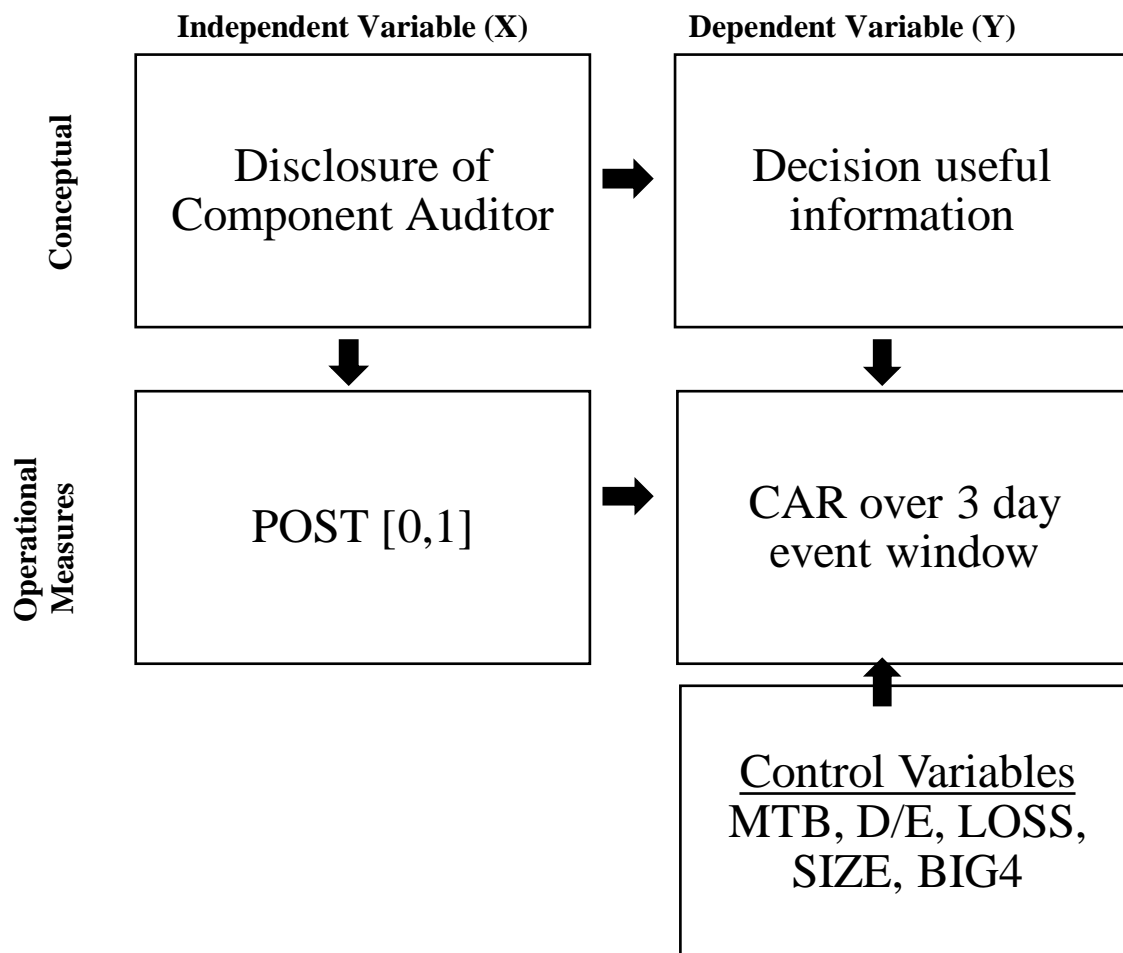 Independent Variable (X)
Dependent Variable (Y)
Conceptual
Disclosure of
Component Auditor
Decision useful
information
Operational
Measures
POST [0,1]
CAR over 3 day
event window
Control Variables
MTB, D/E, LOSS,
SIZE, BIG4